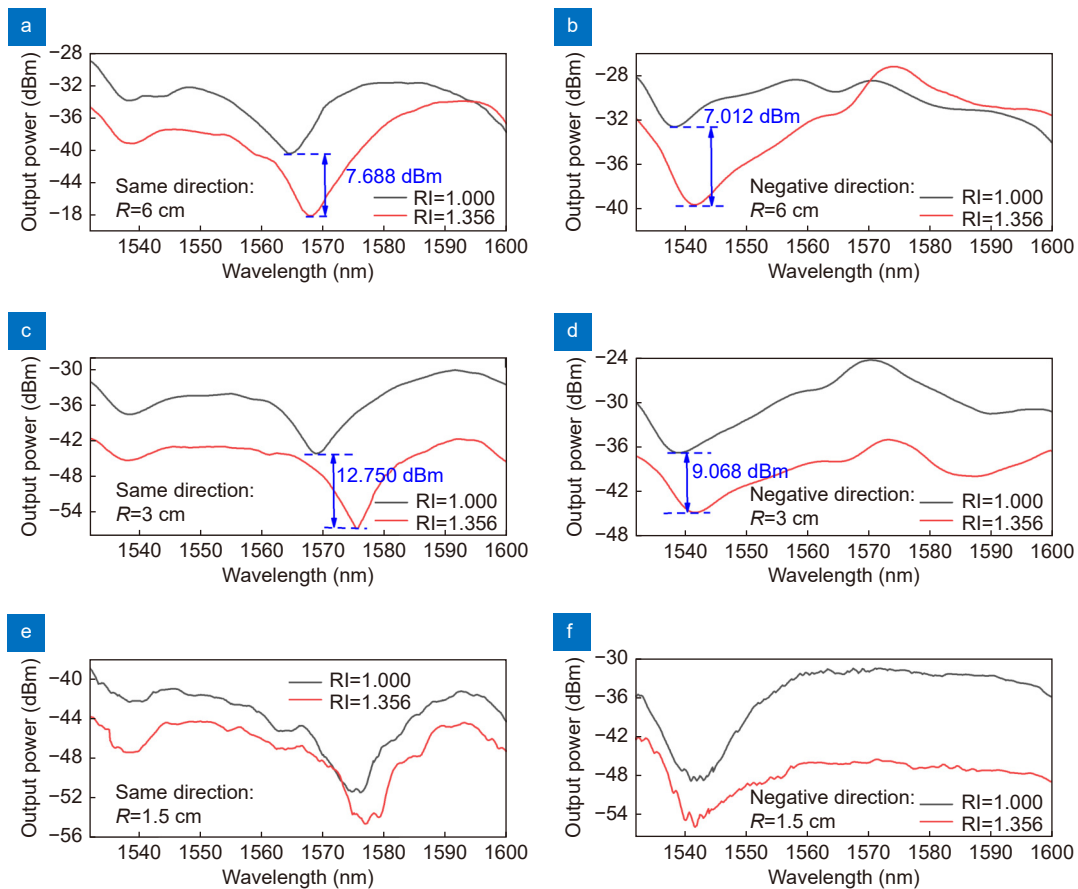 a
Output power (dBm)
−28
−32
−36
−40
−44
−18
7.688 dBm
Same direction:
R=6 cm
RI=1.000
RI=1.356
1540 1550 1560 1570 1580 1590 1600
Wavelength (nm)
b
Output power (dBm)
−28
−32
−36
−40
7.012 dBm
Negative direction:
R=6 cm
RI=1.000
RI=1.356
1540 1550 1560 1570 1580 1590 1600
Wavelength (nm)
c
Output power (dBm)
−30
−36
−42
−48
−54
12.750 dBm
Same direction:
R=3 cm
RI=1.000
RI=1.356
1540 1550 1560 1570 1580 1590 1600
Wavelength (nm)
d
Output power (dBm)
−24
−30
−36
−42
−48
9.068 dBm
Negative direction:
R=3 cm
RI=1.000
RI=1.356
1540 1550 1560 1570 1580 1590 1600
Wavelength (nm)
e
Output power (dBm)
−40
−44
−48
−52
−56
RI=1.000
RI=1.356
Same direction:
R=1.5 cm
1540 1550 1560 1570 1580 1590 1600
Wavelength (nm)
f
Output power (dBm)
−30
−36
−42
−48
−54
Negative direction:
R=1.5 cm
RI=1.000
RI=1.356
1540 1550 1560 1570 1580 1590 1600
Wavelength (nm)